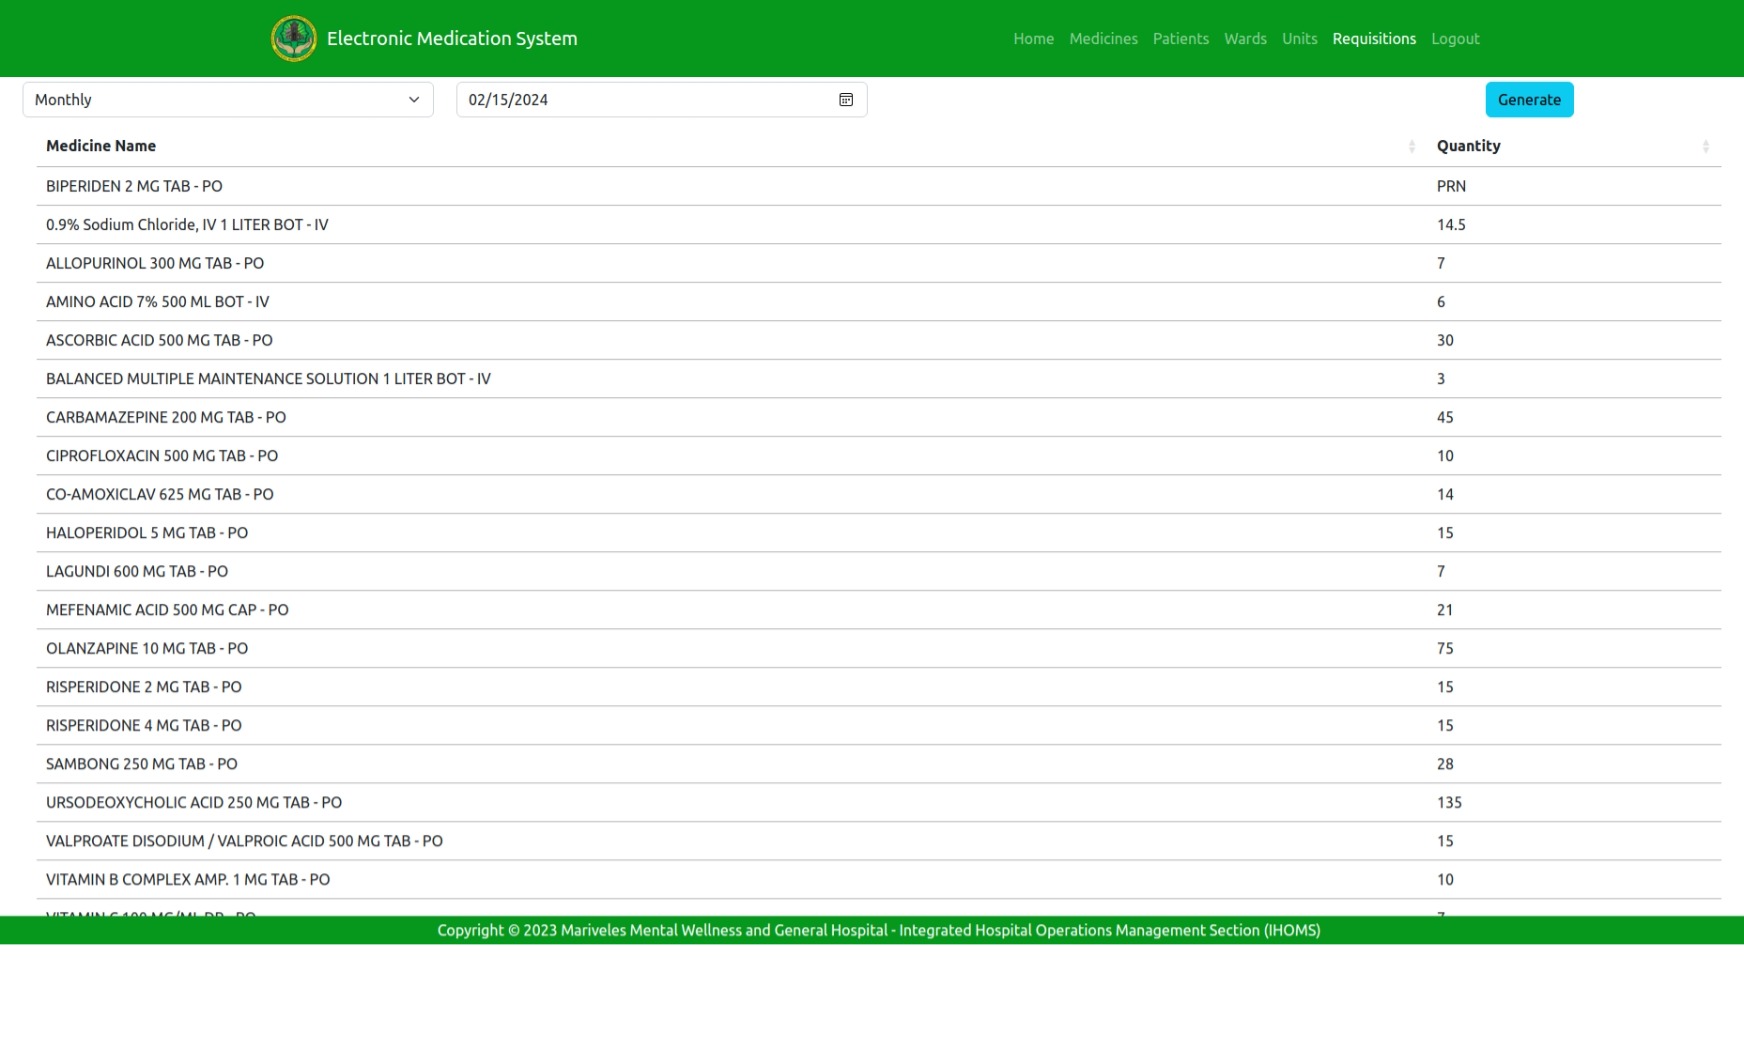 Electronic Medication System
Home Medicines Patients Wards Units Requisitions Logout
Monthly 02/15/2024 Generate
Medicine Name Quantity
BIPERIDEN 2 MG TAB - PO PRN
0.9% Sodium Chloride, IV 1 LITER BOT - IV 14.5
ALLOPURINOL 300 MG TAB - PO 7
AMINO ACID 7% 500 ML BOT - IV 6
ASCORBIC ACID 500 MG TAB - PO 30
BALANCED MULTIPLE MAINTENANCE SOLUTION 1 LITER BOT - IV 3
CARBAMAZEPINE 200 MG TAB - PO 45
CIPROFLOXACIN 500 MG TAB - PO 10
CO-AMOXICLAV 625 MG TAB - PO 14
HALOPERIDOL 5 MG TAB - PO 15
LAGUNDI 600 MG TAB - PO 7
MEFENAMIC ACID 500 MG CAP - PO 21
OLANZAPINE 10 MG TAB - PO 75
RISPERIDONE 2 MG TAB - PO 15
RISPERIDONE 4 MG TAB - PO 15
SAMBONG 250 MG TAB - PO 28
URSODEOXYCHOLIC ACID 250 MG TAB - PO 135
VALPROATE DISODIUM / VALPROIC ACID 500 MG TAB - PO 15
VITAMIN B COMPLEX AMP. 1 MG TAB - PO 10
Copyright © 2023 Mariveles Mental Wellness and General Hospital - Integrated Hospital Operations Management Section (IHOMS)